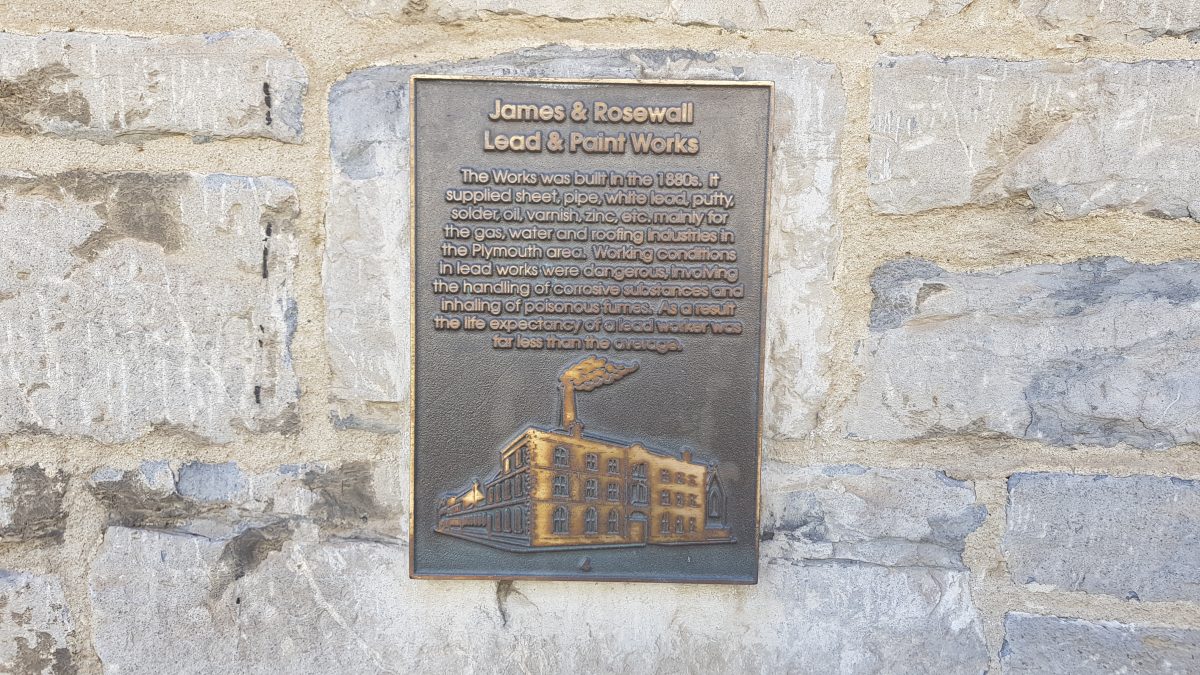 James & Rosewall
Lead & Paint Works
The Works was built in the 1880s. It
supplied sheet, pipe, white lead, putty,
solder, oil, varnish, zinc, etc. mainly for
the gas, water and roofing industries in
the Plymouth area. Working conditions
in lead works were dangerous, involving
the handling of corrosive substances and
inhaling of poisonous fumes. As a result
the life expectancy of a lead worker was
far less than the average.